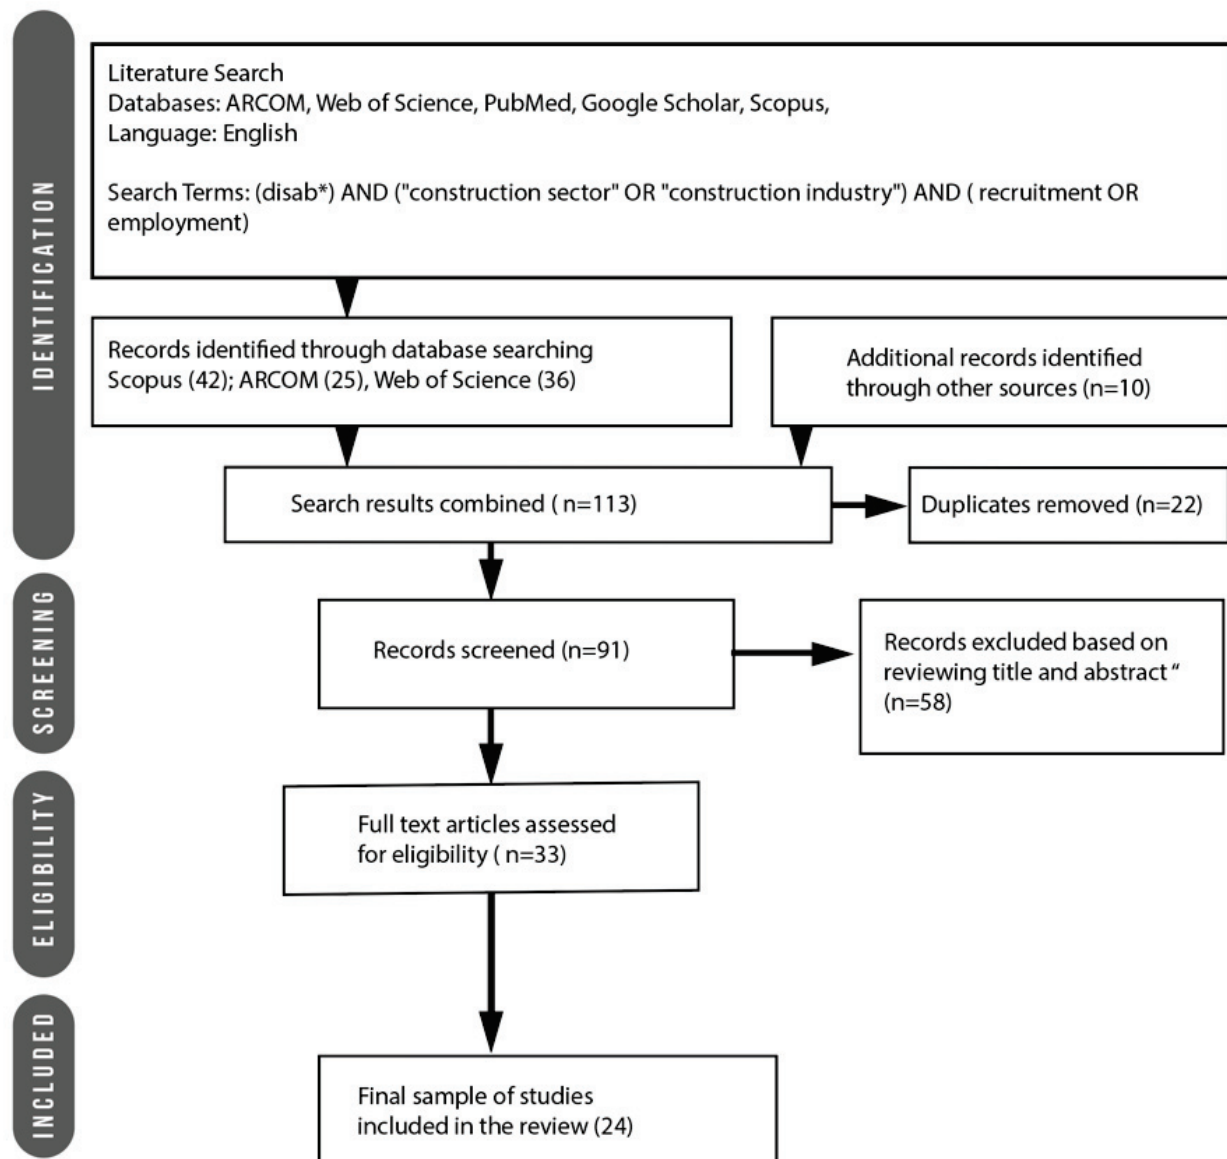 IDENTIFICATION
Literature Search
Databases: ARCOM, Web of Science, PubMed, Google Scholar, Scopus,
Language: English
Search Terms: (disab*) AND ("construction sector" OR "construction industry") AND ( recruitment OR
employment)
Records identified through database searching
Scopus (42); ARCOM (25), Web of Science (36)
Additional records identified
through other sources (n=10)
Search results combined ( n=113)
Duplicates removed (n=22)
SCREENING
Records screened (n=91)
Records excluded based on
reviewing title and abstract “
(n=58)
ELIGIBILITY
Full text articles assessed
for eligibility ( n=33)
INCLUDED
Final sample of studies
included in the review (24)